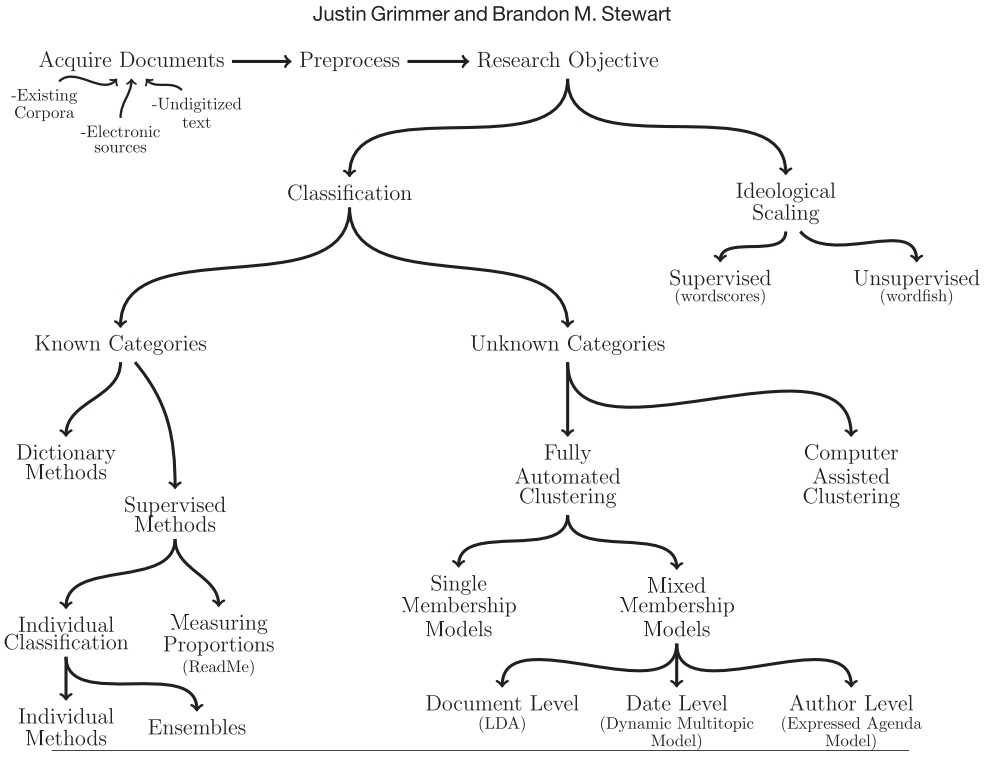 Justin Grimmer and Brandon M. Stewart
Acquire Documents
Preprocess
Research Objective
-Existing
Corpora
-Electronic
sources
-Undigitized
text
Classification
Ideological
Scaling
Supervised
(wordscores)
Unsupervised
(wordfish)
Known Categories
Unknown Categories
Dictionary
Methods
Supervised
Methods
Fully
Automated
Clustering
Computer
Assisted
Clustering
Individual
Classification
Measuring
Proportions
(ReadMe)
Single
Membership
Models
Mixed
Membership
Models
Individual
Methods
Ensembles
Document Level
(LDA)
Date Level
(Dynamic Multitopic
Model)
Author Level
(Expressed Agenda
Model)